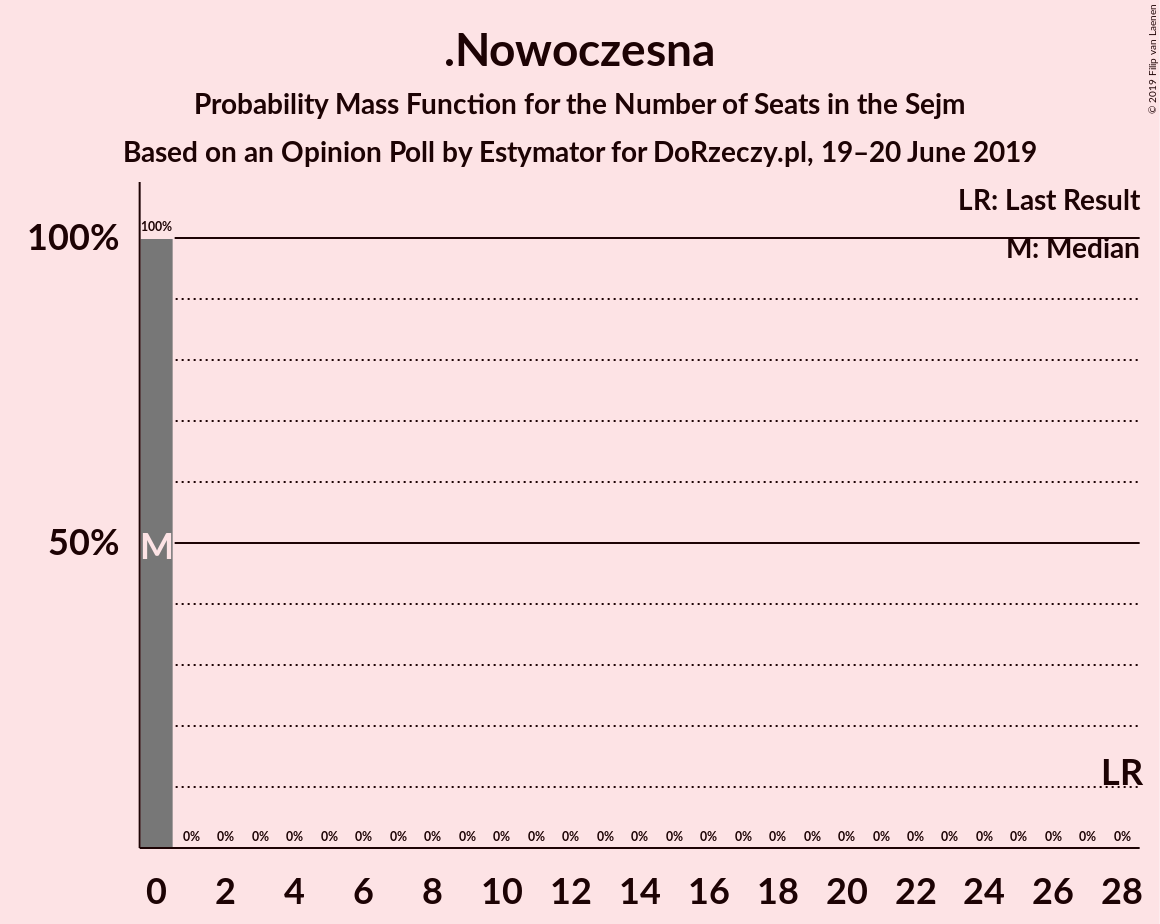 .Nowoczesna
Probability Mass Function for the Number of Seats in the Sejm
Based on an Opinion Poll by Estymator for DoRzeczy.pl, 19–20 June 2019
© 2019 Filip van Laenen
LR: Last Result
M: Median
100%
100%
50%
M
LR
0% 0% 0% 0% 0% 0% 0% 0% 0% 0% 0% 0% 0% 0% 0% 0% 0% 0% 0% 0% 0% 0% 0% 0% 0% 0% 0% 0%
0 2 4 6 8 10 12 14 16 18 20 22 24 26 28